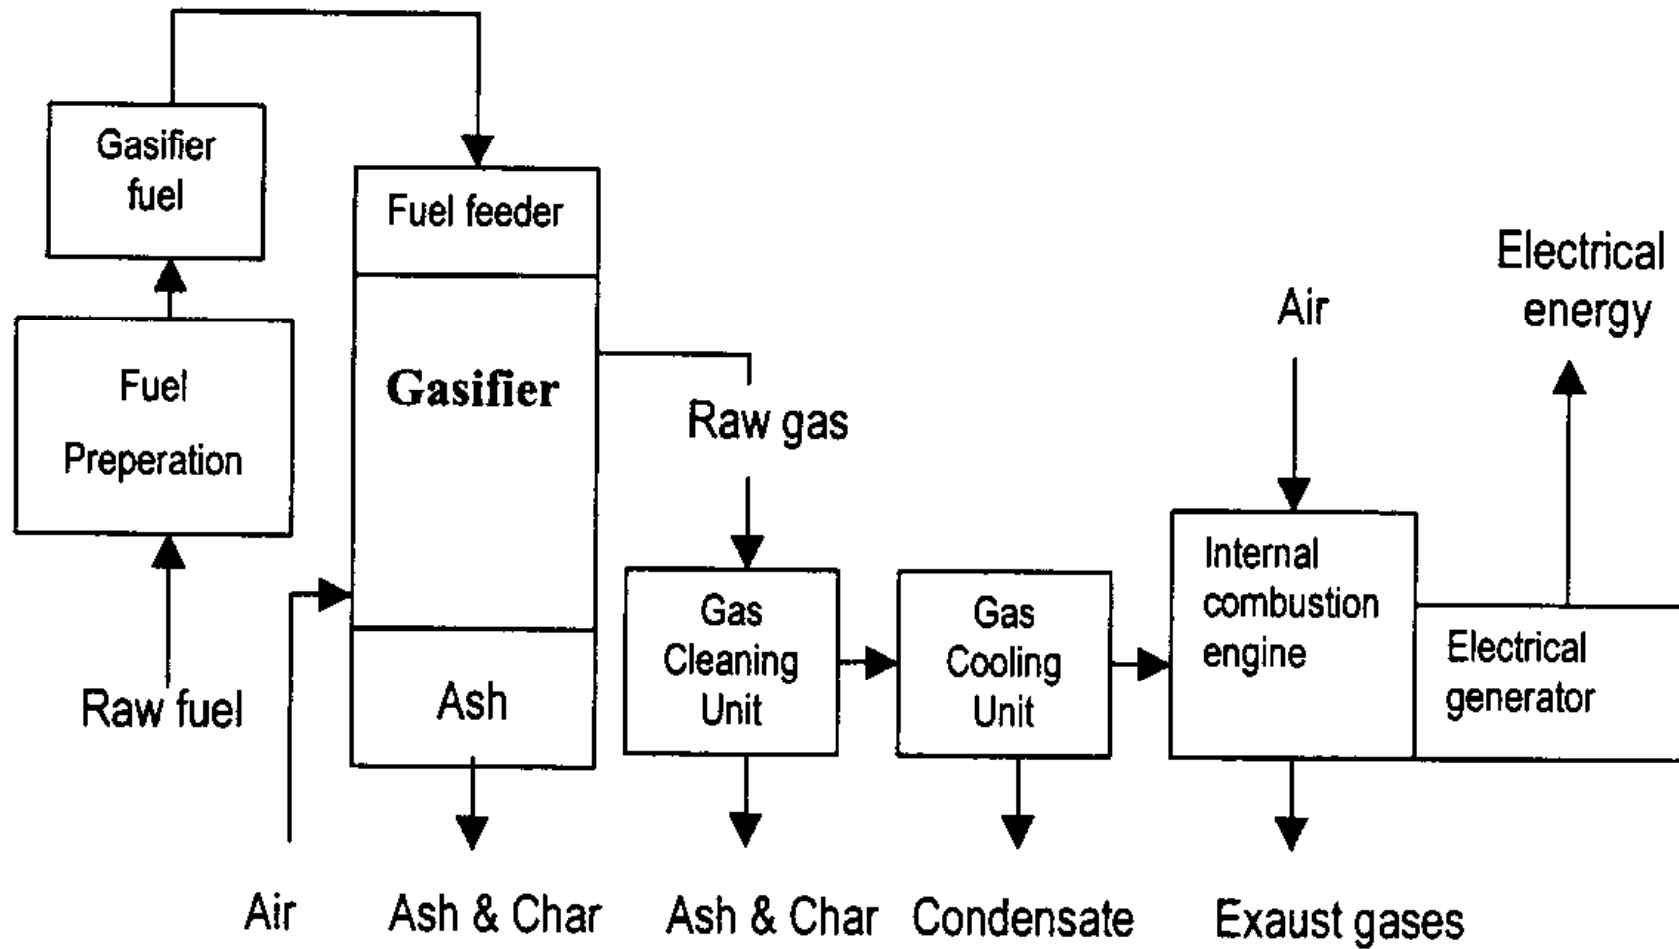 Gasifier
fuel
Fuel feeder
Electrical
energy
Air
Fuel
Preperation
Gasifier
Raw gas
Internal
combustion
engine
Gas
Cleaning
Unit
Gas
Cooling
Unit
Electrical
generator
Raw fuel
Ash
Air
Ash & Char
Ash & Char
Condensate
Exaust gases